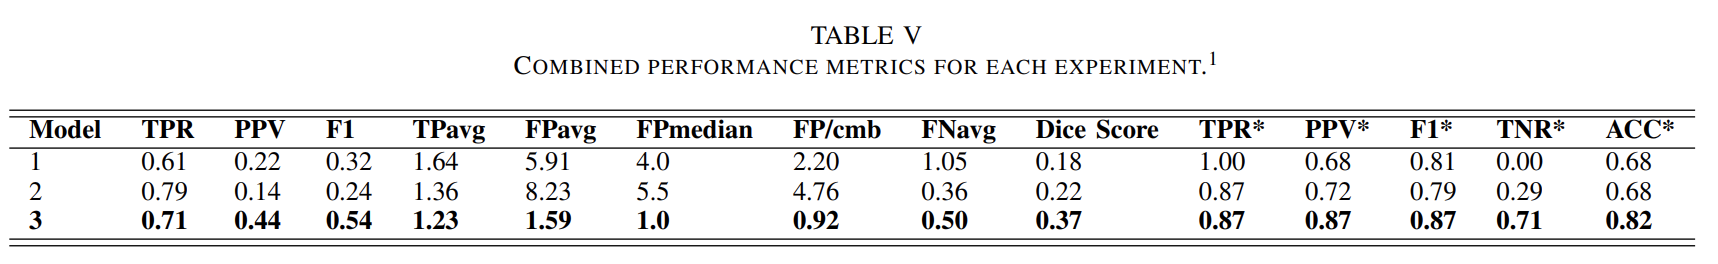 TABLE V
COMBINED PERFORMANCE METRICS FOR EACH EXPERIMENT.1
Model TPR PPV F1 TPavg FPavg FPmedian FP/cmb FNavg Dice Score TPR* PPV* F1* TNR* ACC*
1 0.61 0.22 0.32 1.64 5.91 4.0 2.20 1.05 0.18 1.00 0.68 0.81 0.00 0.68
2 0.79 0.14 0.24 1.36 8.23 5.5 4.76 0.36 0.22 0.87 0.72 0.79 0.29 0.68
3 0.71 0.44 0.54 1.23 1.59 1.0 0.92 0.50 0.37 0.87 0.87 0.87 0.71 0.82